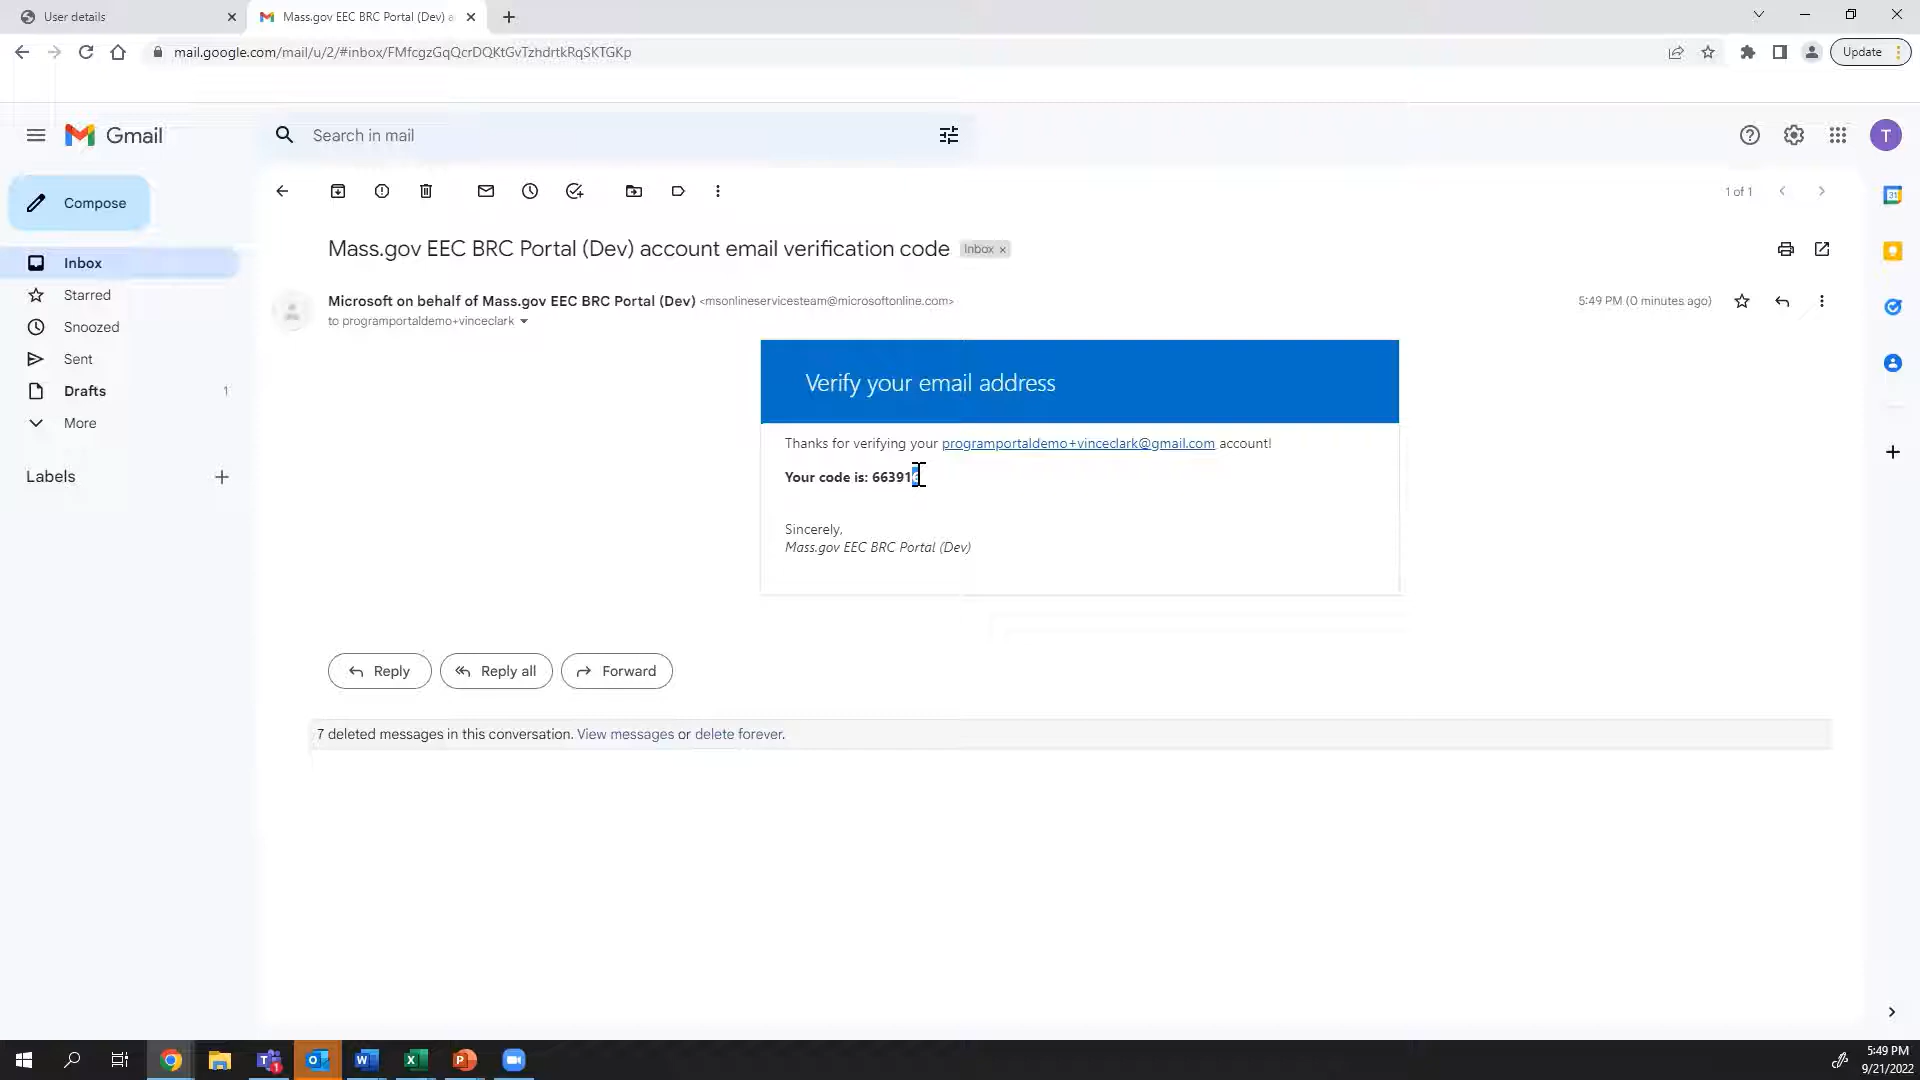 User details
Mass.gov EEC BRC Portal (Dev) a
mail.google.com/mail/u/2/#inbox/FMfcgzGqQcrDQKtGvTzhdrtkRqSKTGKp
Update
Gmail
Search in mail
T
Compose
1 of 1
Mass.gov EEC BRC Portal (Dev) account email verification code
Inbox ×
Inbox
Starred
Snoozed
Sent
Drafts 1
More
Labels
Microsoft on behalf of Mass.gov EEC BRC Portal (Dev) <msonlineservicesteam@microsoftonline.com>
5:49 PM (0 minutes ago)
to programportaldemo+vinceclark
Verify your email address
Thanks for verifying your programportaldemo+vinceclark@gmail.com account!
Your code is: 66391
Sincerely,
Mass.gov EEC BRC Portal (Dev)
Reply
Reply all
Forward
7 deleted messages in this conversation. View messages or delete forever.
5:49 PM
9/21/2022